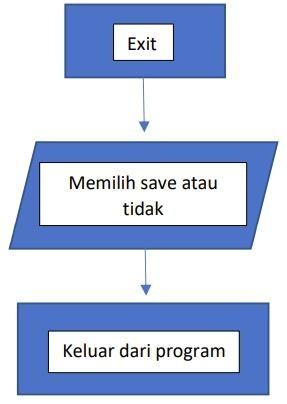 Exit
Memilih save atau
tidak
Keluar dari program